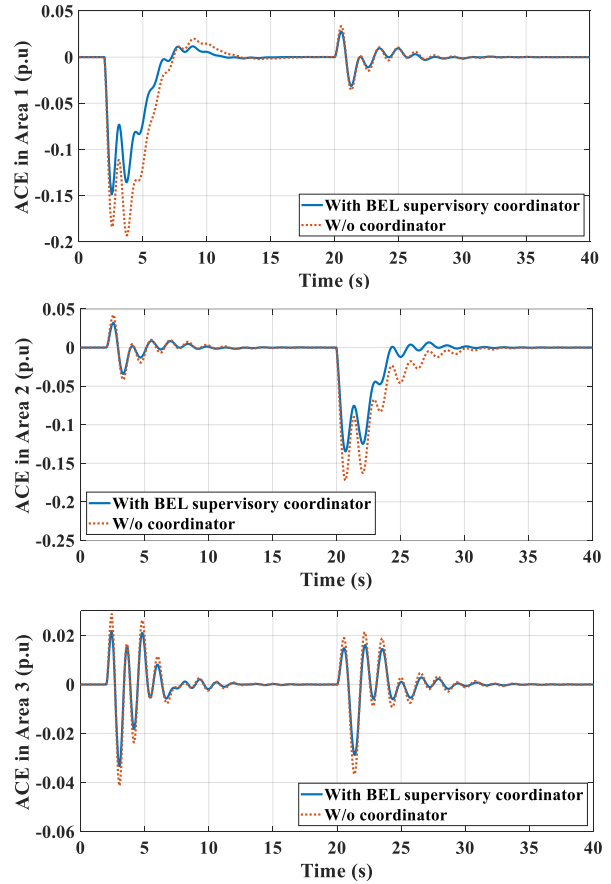 0.05
0
-0.05
-0.1
-0.15
-0.2
ACE in Area 1 (p.u)
With BEL supervisory coordinator
W/o coordinator
0 5 10 15 20 25 30 35 40
Time (s)
0.05
0
-0.05
-0.1
-0.15
-0.2
-0.25
ACE in Area 2 (p.u)
With BEL supervisory coordinator
W/o coordinator
0 5 10 15 20 25 30 35 40
Time (s)
0.02
0
-0.02
-0.04
-0.06
ACE in Area 3 (p.u)
With BEL supervisory coordinator
W/o coordinator
0 5 10 15 20 25 30 35 40
Time (s)